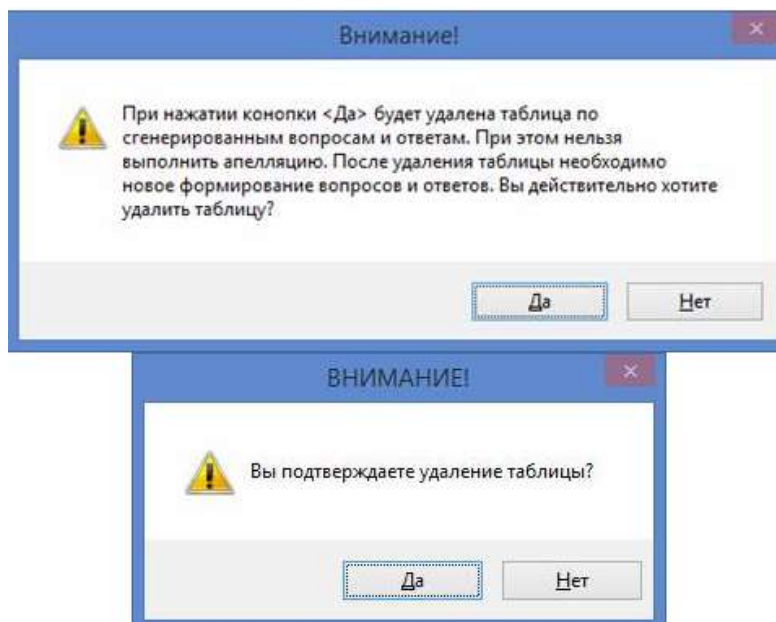 Внимание!
При нажатии конопки <Да> будет удалена таблица по
сгенерированным вопросам и ответам. При этом нельзя
выполнить апелляцию. После удаления таблицы необходимо
новое формирование вопросов и ответов. Вы действительно хотите
удалить таблицу?
Да Нет
ВНИМАНИЕ!
Вы подтверждаете удаление таблицы?
Да Нет